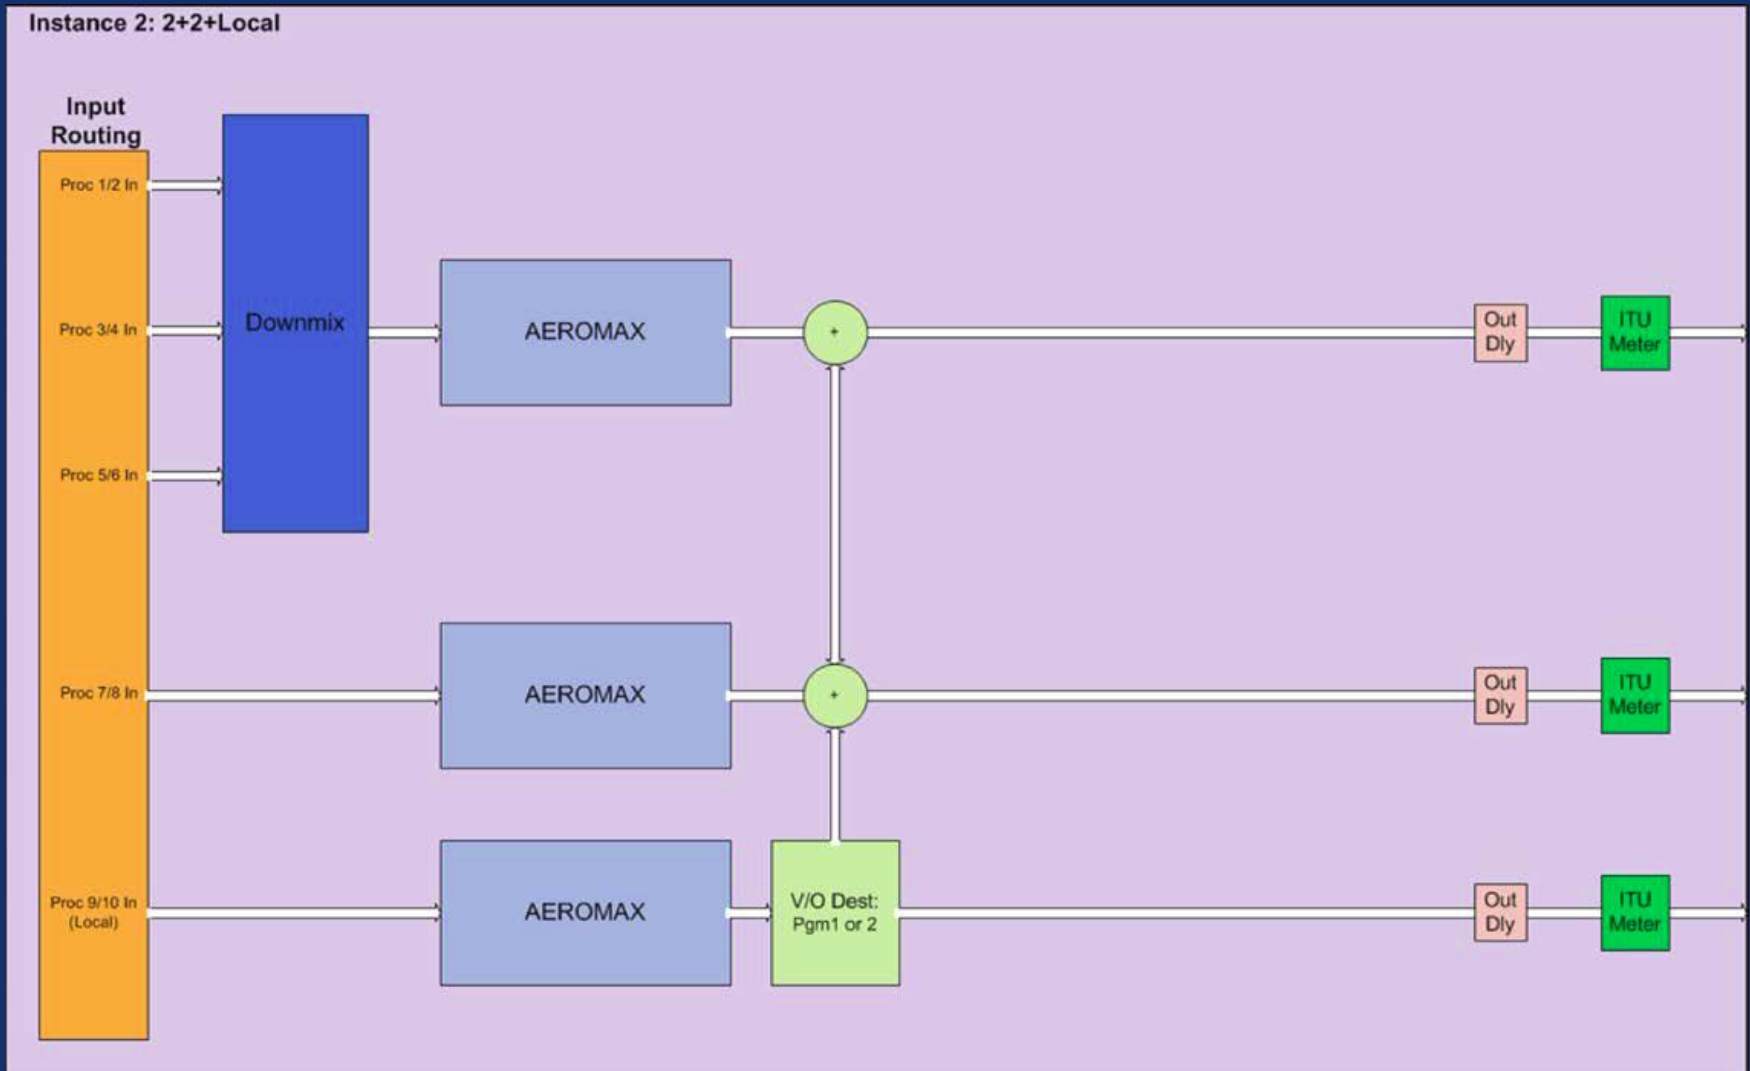 Instance 2: 2+2+Local
Input
Routing
Proc 1/2 In
Proc 3/4 In
Proc 5/6 In
Proc 7/8 In
Proc 9/10 In
(Local)
Downmix
AEROMAX
+
Out
Dly
ITU
Meter
AEROMAX
+
Out
Dly
ITU
Meter
AEROMAX
V/O Dest:
Pgm1 or 2
Out
Dly
ITU
Meter